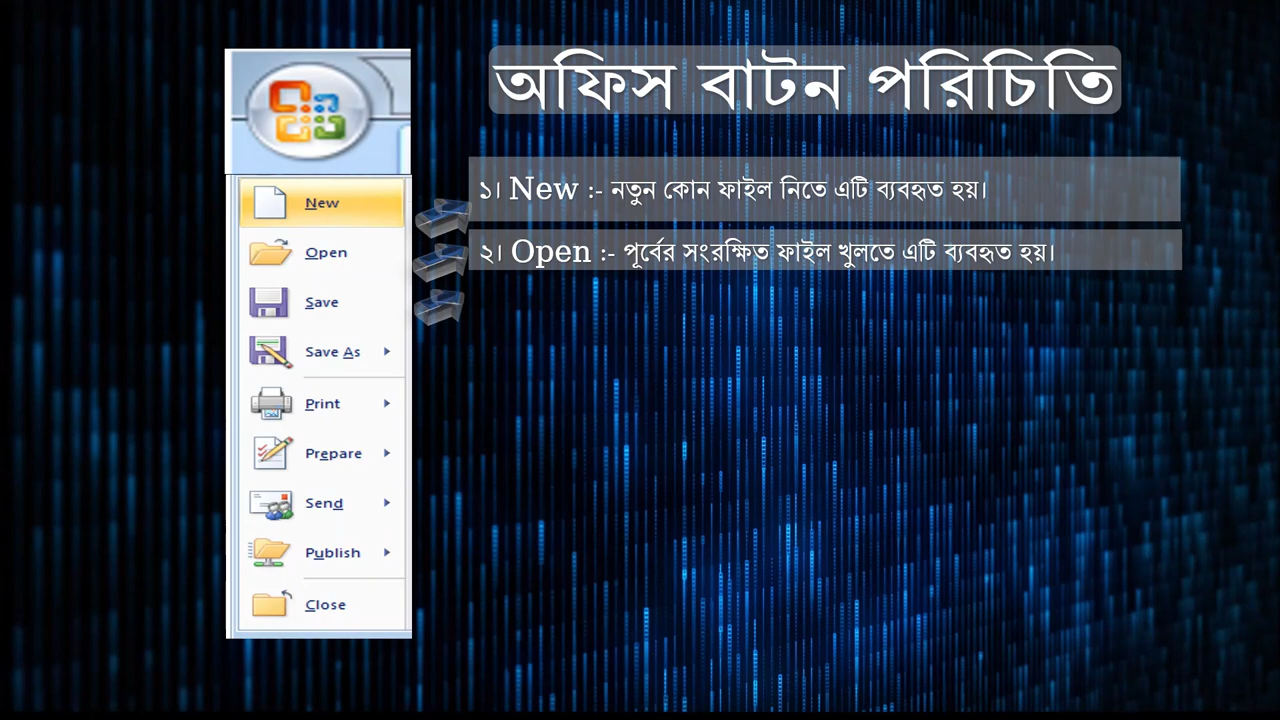 অফিস বাটন পরিচিতি
New
Open
Save
Save As
Print
Prepare
Send
Publish
Close
১। New :- নতুন কোন ফাইল নিতে এটি ব্যবহৃত হয়।
২। Open :- পূর্বের সংরক্ষিত ফাইল খুলতে এটি ব্যবহৃত হয়।